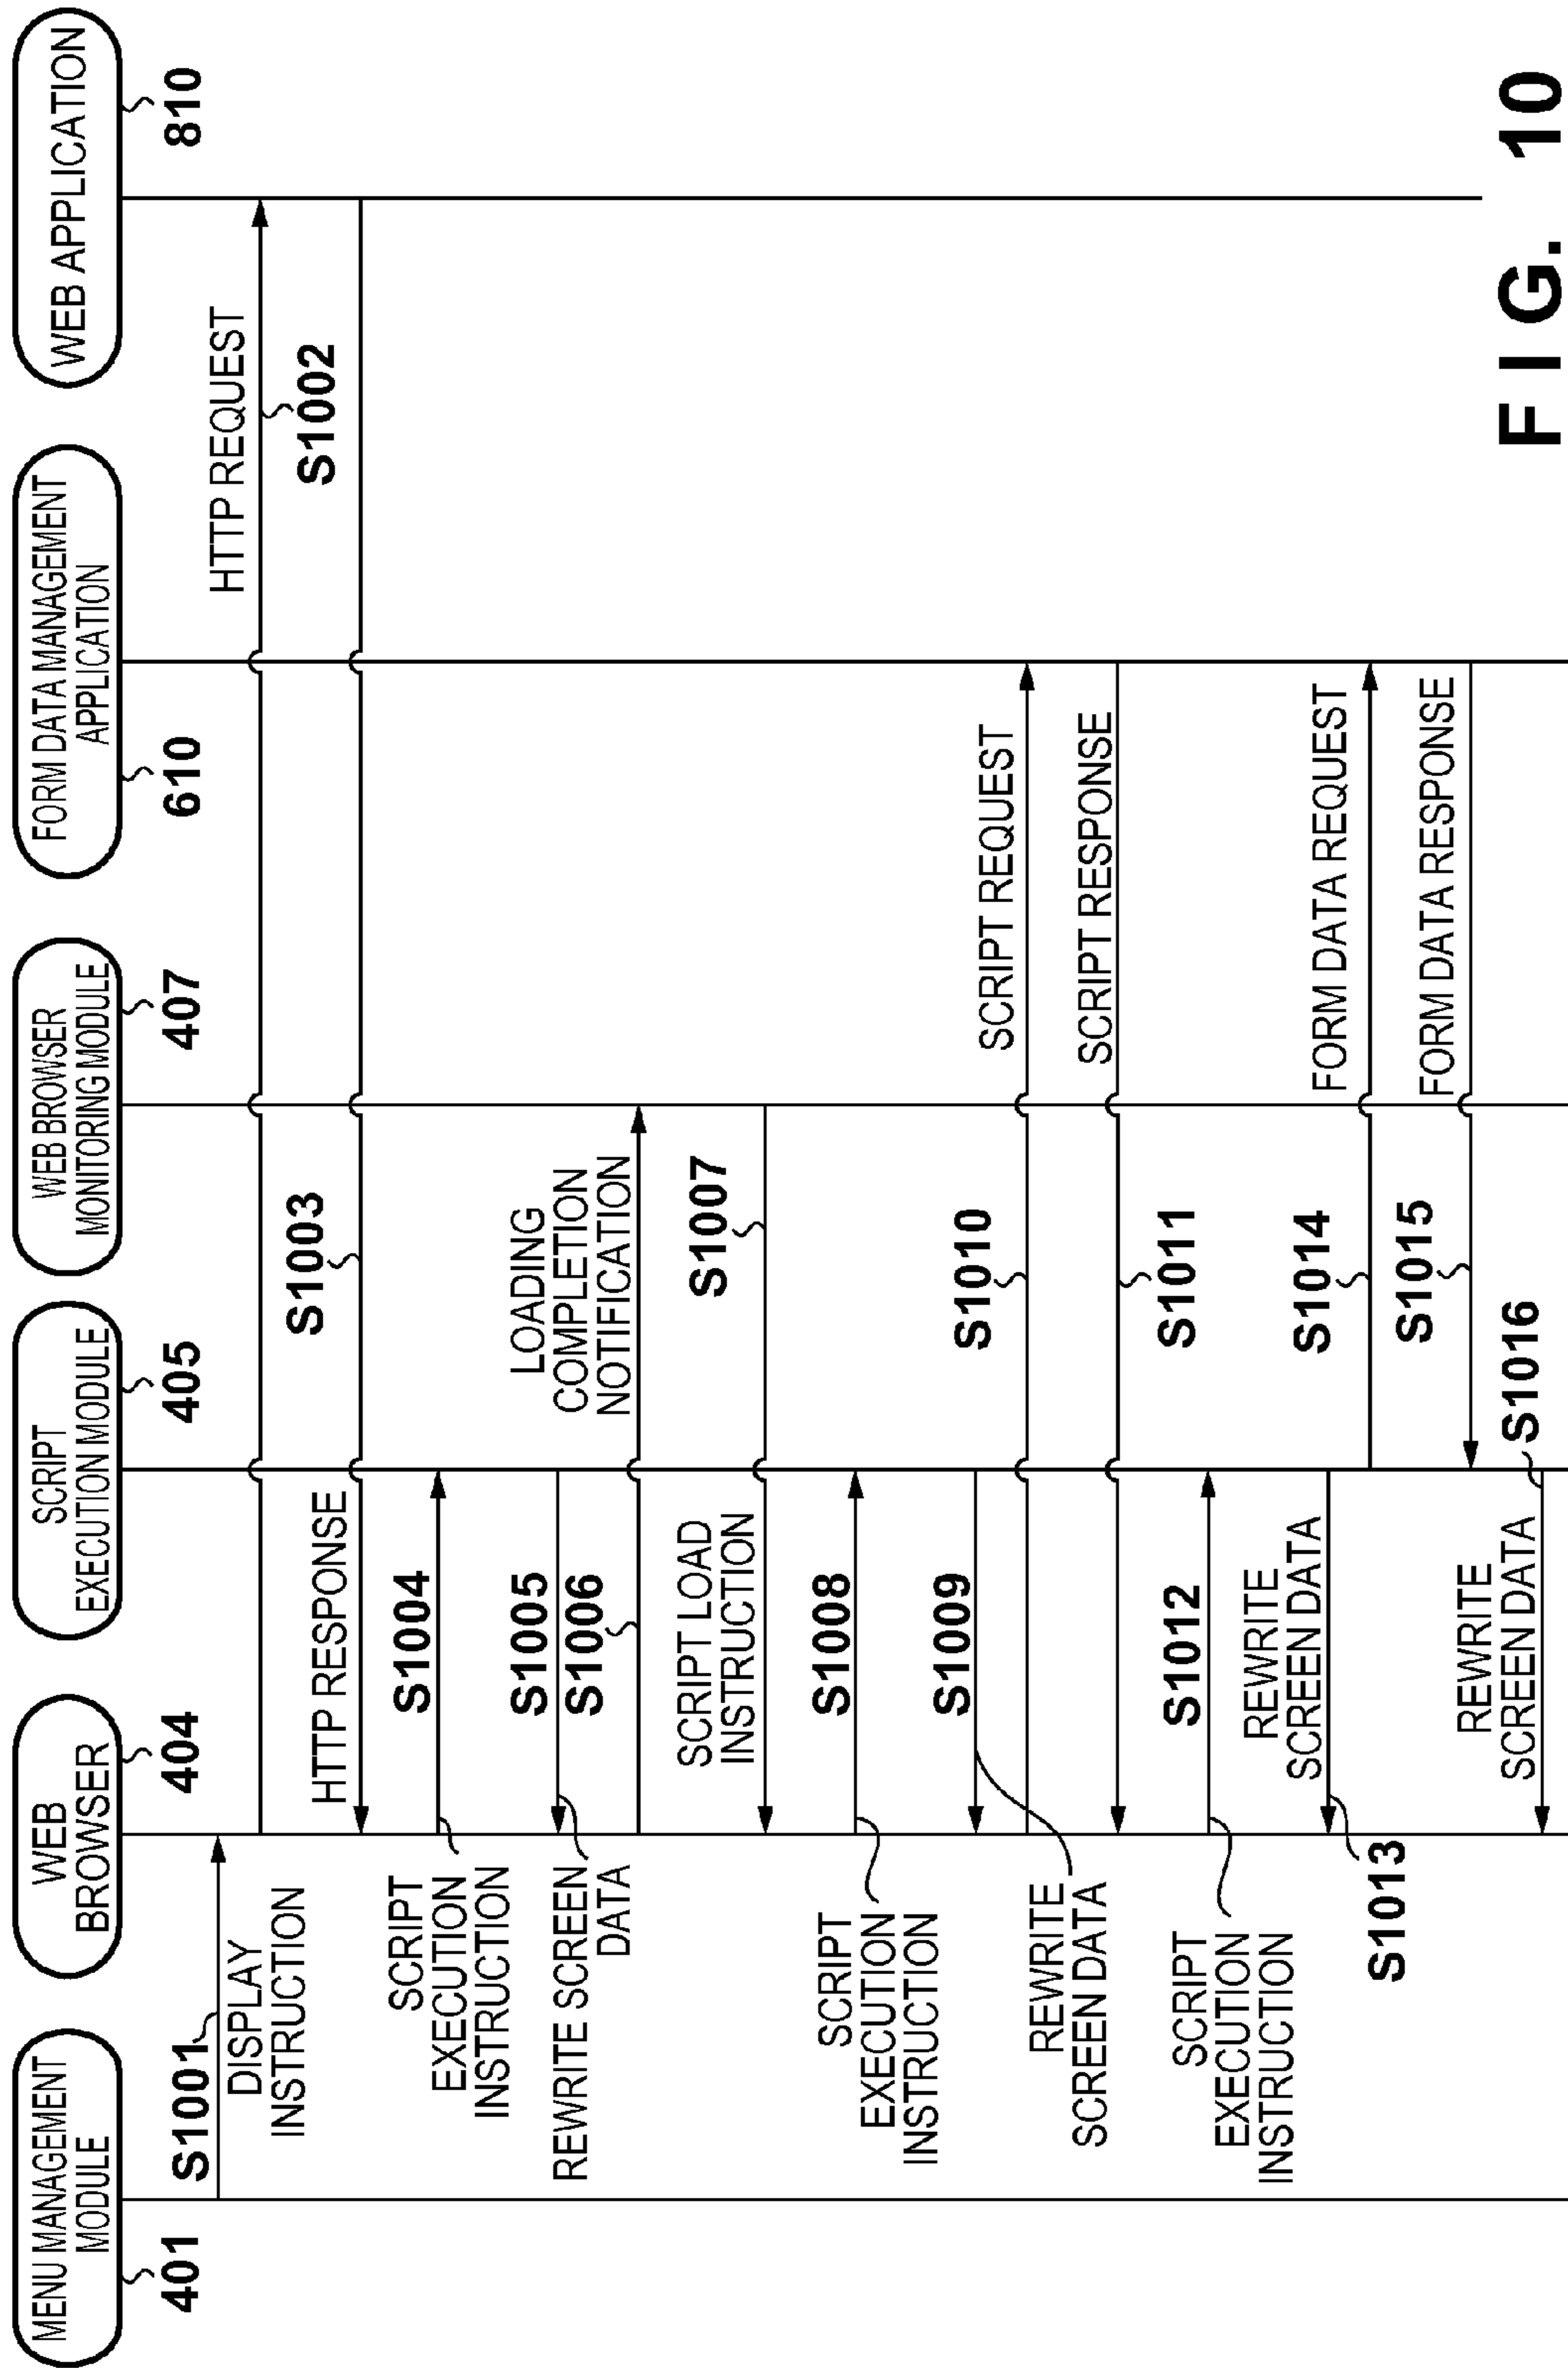 MENU MANAGEMENT
MODULE
401
WEB
BROWSER
404
SCRIPT
EXECUTION MODULE
405
WEB BROWSER
MONITORING MODULE
407
FORM DATA MANAGEMENT
APPLICATION
610
WEB APPLICATION
810
S1001
DISPLAY
INSTRUCTION
HTTP REQUEST
S1002
S1003
HTTP RESPONSE
S1004
SCRIPT
EXECUTION
INSTRUCTION
S1005
REWRITE SCREEN
DATA
S1006
LOADING
COMPLETION
NOTIFICATION
S1007
SCRIPT LOAD
INSTRUCTION
S1008
SCRIPT
EXECUTION
INSTRUCTION
S1009
REWRITE
SCREEN DATA
S1010
SCRIPT REQUEST
S1011
SCRIPT RESPONSE
S1012
SCRIPT
EXECUTION
INSTRUCTION
REWRITE
SCREEN DATA
S1013
S1014
FORM DATA REQUEST
S1015
FORM DATA RESPONSE
S1016
REWRITE
SCREEN DATA
FIG. 10